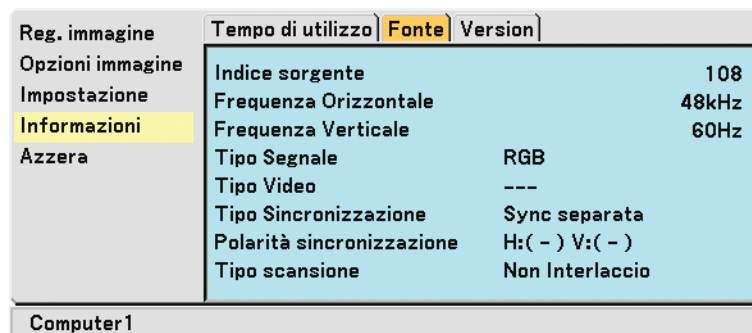 Reg. immagine
Opzioni immagine
Impostazione
Informazioni
Azzera
Tempo di utilizzo Fonte Version
Indice sorgente 108
Frequenza Orizzontale 48kHz
Frequenza Verticale 60Hz
Tipo Segnale RGB
Tipo Video ---
Tipo Sincronizzazione Sync separata
Polarità sincronizzazione H:( - ) V:( - )
Tipo scansione Non Interlaccio
Computer1